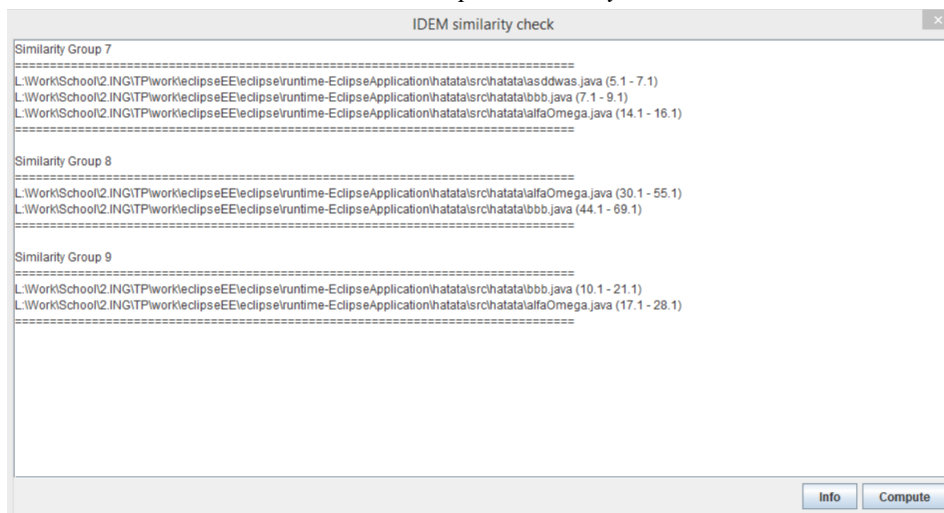 IDEM similarity check
Similarity Group 7
================================================================================
L:\Work\School\2.ING\TP\work\eclipseEE\eclipse\runtime-EclipseApplication\hatata\src\hatata\asddwas.java (5.1 - 7.1)
L:\Work\School\2.ING\TP\work\eclipseEE\eclipse\runtime-EclipseApplication\hatata\src\hatata\bbb.java (7.1 - 9.1)
L:\Work\School\2.ING\TP\work\eclipseEE\eclipse\runtime-EclipseApplication\hatata\src\hatata\alfaOmega.java (14.1 - 16.1)
================================================================================
Similarity Group 8
================================================================================
L:\Work\School\2.ING\TP\work\eclipseEE\eclipse\runtime-EclipseApplication\hatata\src\hatata\alfaOmega.java (30.1 - 55.1)
L:\Work\School\2.ING\TP\work\eclipseEE\eclipse\runtime-EclipseApplication\hatata\src\hatata\bbb.java (44.1 - 69.1)
================================================================================
Similarity Group 9
================================================================================
L:\Work\School\2.ING\TP\work\eclipseEE\eclipse\runtime-EclipseApplication\hatata\src\hatata\bbb.java (10.1 - 21.1)
L:\Work\School\2.ING\TP\work\eclipseEE\eclipse\runtime-EclipseApplication\hatata\src\hatata\alfaOmega.java (17.1 - 28.1)
================================================================================
Info Compute